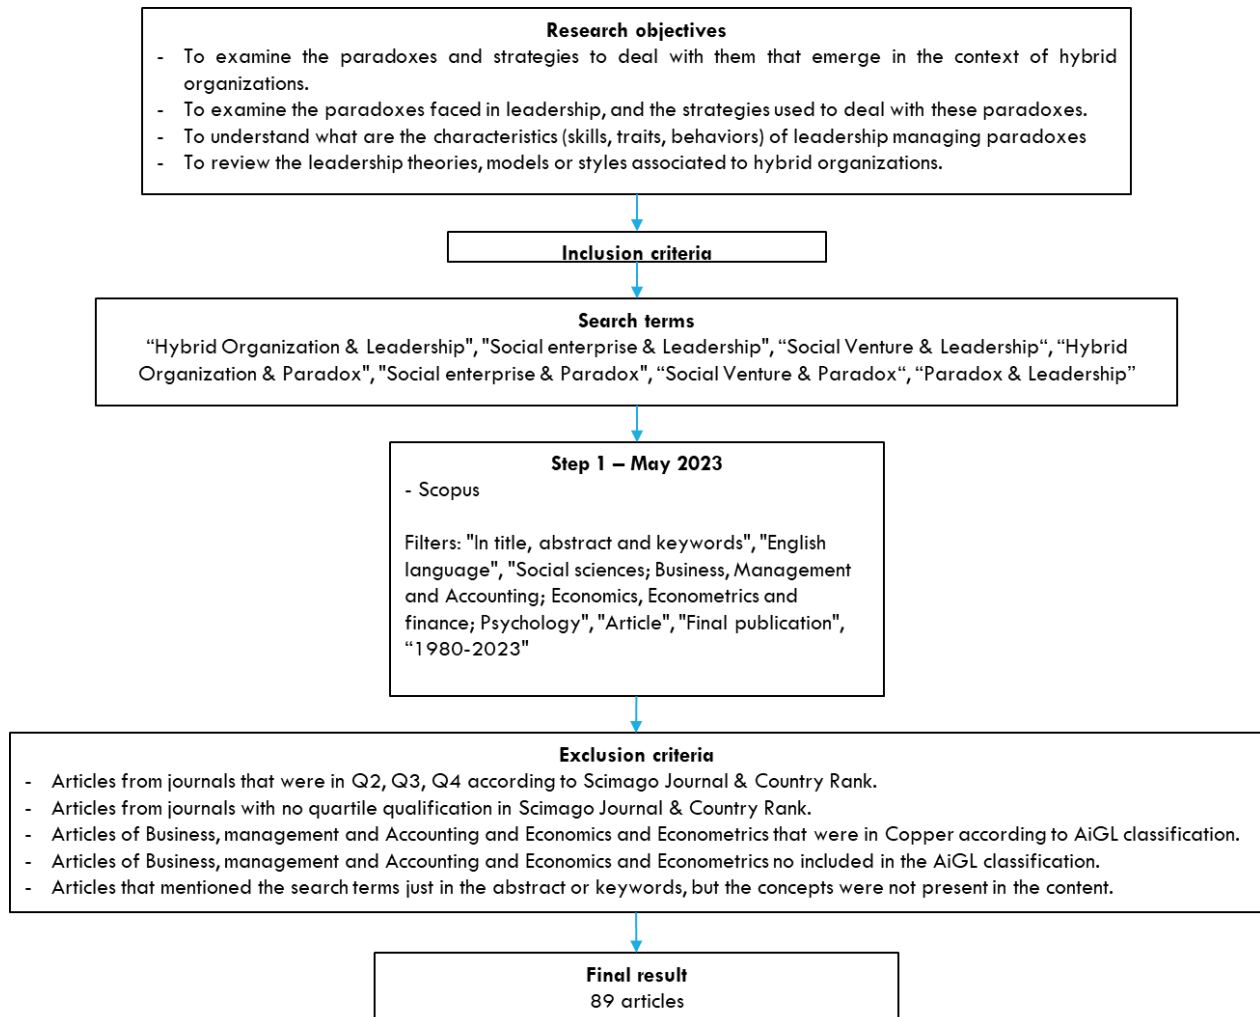 Research objectives
- To examine the paradoxes and strategies to deal with them that emerge in the context of hybrid
organizations.
- To examine the paradoxes faced in leadership, and the strategies used to deal with these paradoxes.
- To understand what are the characteristics (skills, traits, behaviors) of leadership managing paradoxes
- To review the leadership theories, models or styles associated to hybrid organizations.
Inclusion criteria
Search terms
“Hybrid Organization & Leadership", "Social enterprise & Leadership", “Social Venture & Leadership“, “Hybrid
Organization & Paradox", "Social enterprise & Paradox", “Social Venture & Paradox“, “Paradox & Leadership”
Step 1 – May 2023
- Scopus
Filters: "In title, abstract and keywords", "English
language", "Social sciences; Business, Management
and Accounting; Economics, Econometrics and
finance; Psychology", "Article", "Final publication",
“1980-2023"
Exclusion criteria
- Articles from journals that were in Q2, Q3, Q4 according to Scimago Journal & Country Rank.
- Articles from journals with no quartile qualification in Scimago Journal & Country Rank.
- Articles of Business, management and Accounting and Economics and Econometrics that were in Copper according to AiGL classification.
- Articles of Business, management and Accounting and Economics and Econometrics no included in the AiGL classification.
- Articles that mentioned the search terms just in the abstract or keywords, but the concepts were not present in the content.
Final result
89 articles